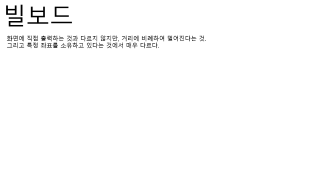 빌보드
화면에 직접 출력하는 것과 다르지 않지만, 거리에 비례하여 멀어진다는 것.
그리고 특정 좌표를 소유하고 있다는 것에서 매우 다르다.